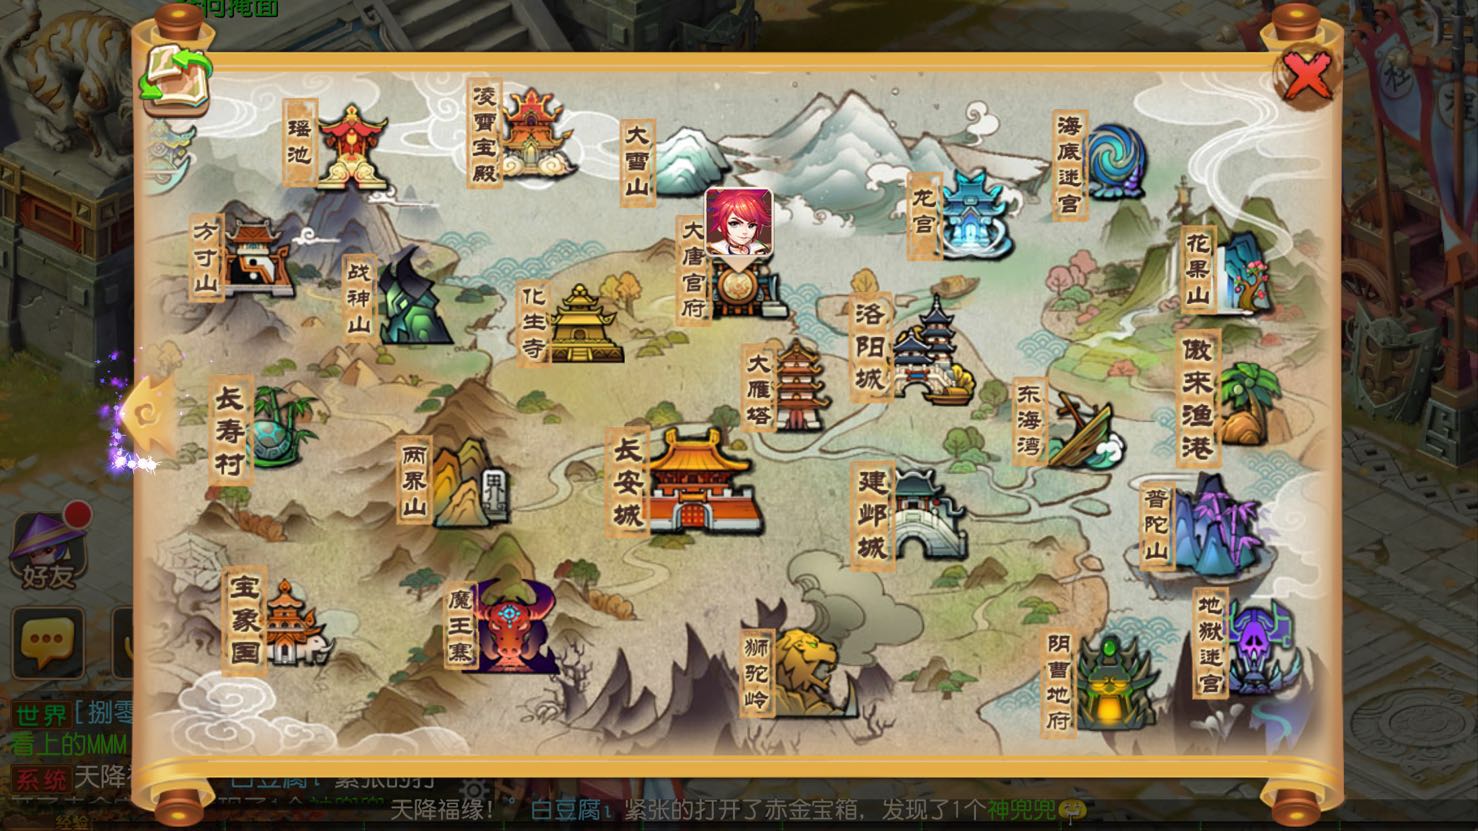 瑶池
凌霄宝殿
大雪山
海底迷宫
龙宫
方寸山
战神山
化生寺
大唐官府
洛阳城
花果山
大雁塔
傲来渔港
长寿村
东海湾
两界山
界
长安城
建邺城
普陀山
宝象国
魔王寨
狮驼岭
阴曹地府
地狱迷宫
好友
世界
看上的MMM
系统 天降
天降福缘! 白豆腐 紧张的打开了赤金宝箱，发现了1个神兜兜